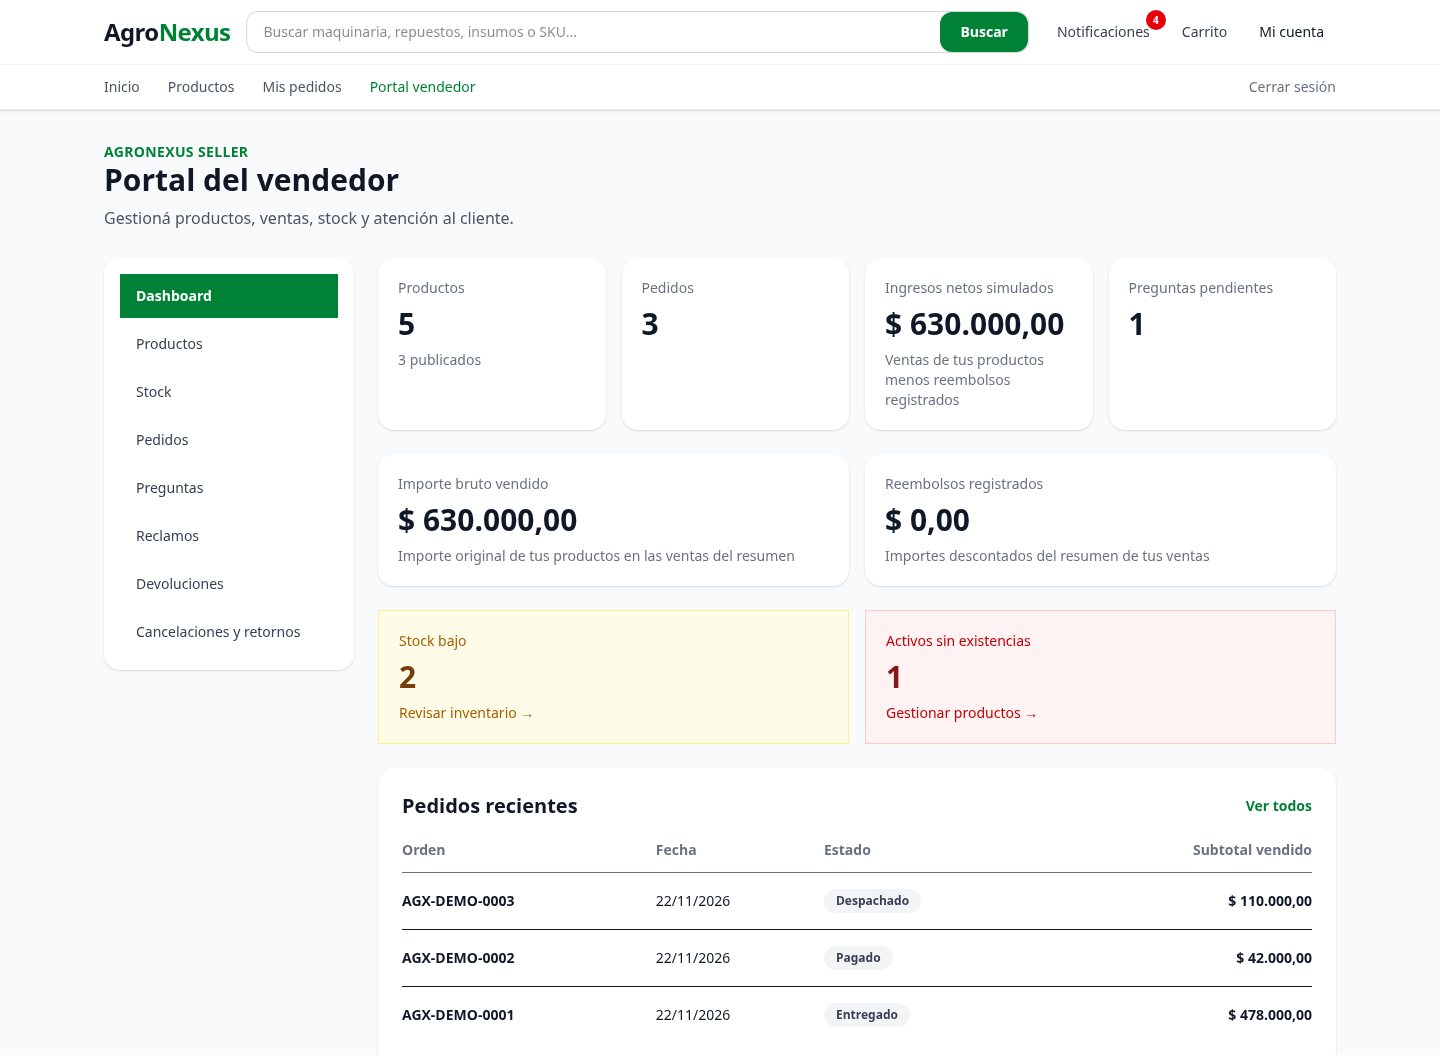 AgroNexus
Buscar maquinaria, repuestos, insumos o SKU...
Buscar
Notificaciones
4
Carrito
Mi cuenta
Inicio
Productos
Mis pedidos
Portal vendedor
Cerrar sesión
AGRONEXUS SELLER
Portal del vendedor
Gestioná productos, ventas, stock y atención al cliente.
Dashboard
Productos
Stock
Pedidos
Preguntas
Reclamos
Devoluciones
Cancelaciones y retornos
Productos
5
3 publicados
Pedidos
3
Ingresos netos simulados
$ 630.000,00
Ventas de tus productos
menos reembolsos
registrados
Preguntas pendientes
1
Importe bruto vendido
$ 630.000,00
Importe original de tus productos en las ventas del resumen
Reembolsos registrados
$ 0,00
Importes descontados del resumen de tus ventas
Stock bajo
2
Revisar inventario →
Activos sin existencias
1
Gestionar productos →
Pedidos recientes
Ver todos
Orden Fecha Estado Subtotal vendido
AGX-DEMO-0003 22/11/2026 Despachado $ 110.000,00
AGX-DEMO-0002 22/11/2026 Pagado $ 42.000,00
AGX-DEMO-0001 22/11/2026 Entregado $ 478.000,00